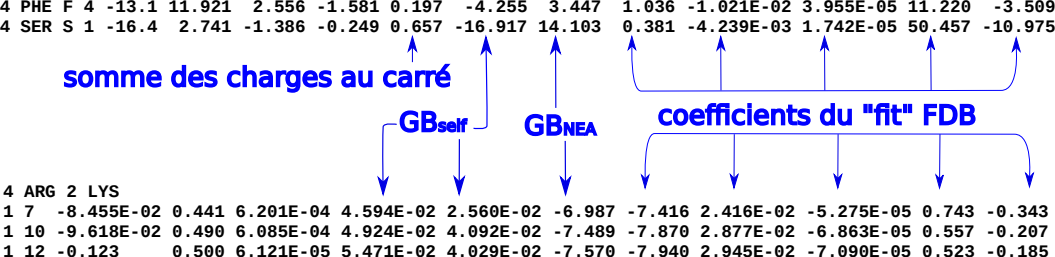 4 PHE F 4 -13.1 11.921 2.556 -1.581 0.197 -4.255 3.447 1.036 -1.021E-02 3.955E-05 11.220 -3.509
4 SER S 1 -16.4 2.741 -1.386 -0.249 0.657 -16.917 14.103 0.381 -4.239E-03 1.742E-05 50.457 -10.975
somme des charges au carré
GBself
GBNEA
coefficients du "fit" FDB
4 ARG 2 LYS
1 7 -8.455E-02 0.441 6.201E-04 4.594E-02 2.560E-02 -6.987 -7.416 2.416E-02 -5.275E-05 0.743 -0.343
1 10 -9.618E-02 0.490 6.085E-04 4.924E-02 4.092E-02 -7.489 -7.870 2.877E-02 -6.863E-05 0.557 -0.207
1 12 -0.123 0.500 6.121E-05 5.471E-02 4.029E-02 -7.570 -7.940 2.945E-02 -7.090E-05 0.523 -0.185